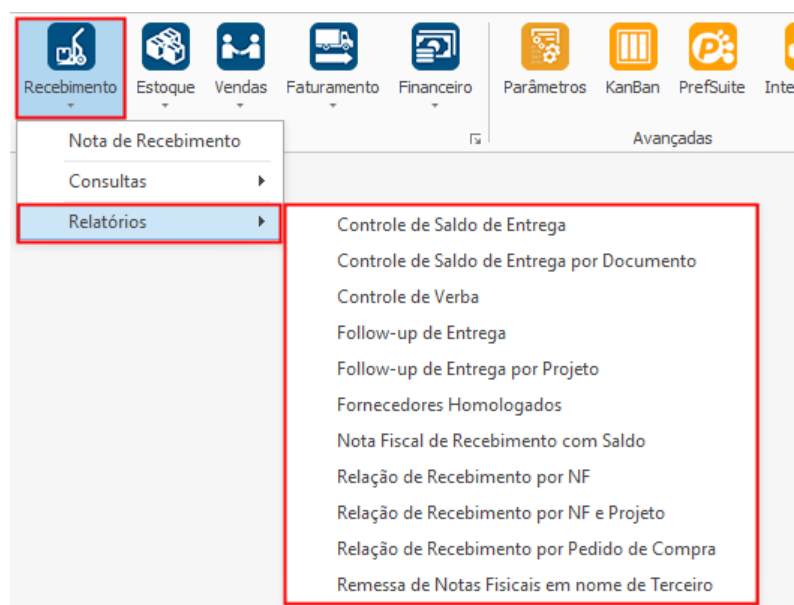 Recebimento Estoque Vendas Faturamento Financeiro Parâmetros KanBan PrefSuite Inte
Avançadas
Nota de Recebimento
Consultas
Relatórios
Controle de Saldo de Entrega
Controle de Saldo de Entrega por Documento
Controle de Verba
Follow-up de Entrega
Follow-up de Entrega por Projeto
Fornecedores Homologados
Nota Fiscal de Recebimento com Saldo
Relação de Recebimento por NF
Relação de Recebimento por NF e Projeto
Relação de Recebimento por Pedido de Compra
Remessa de Notas Fisicais em nome de Terceiro